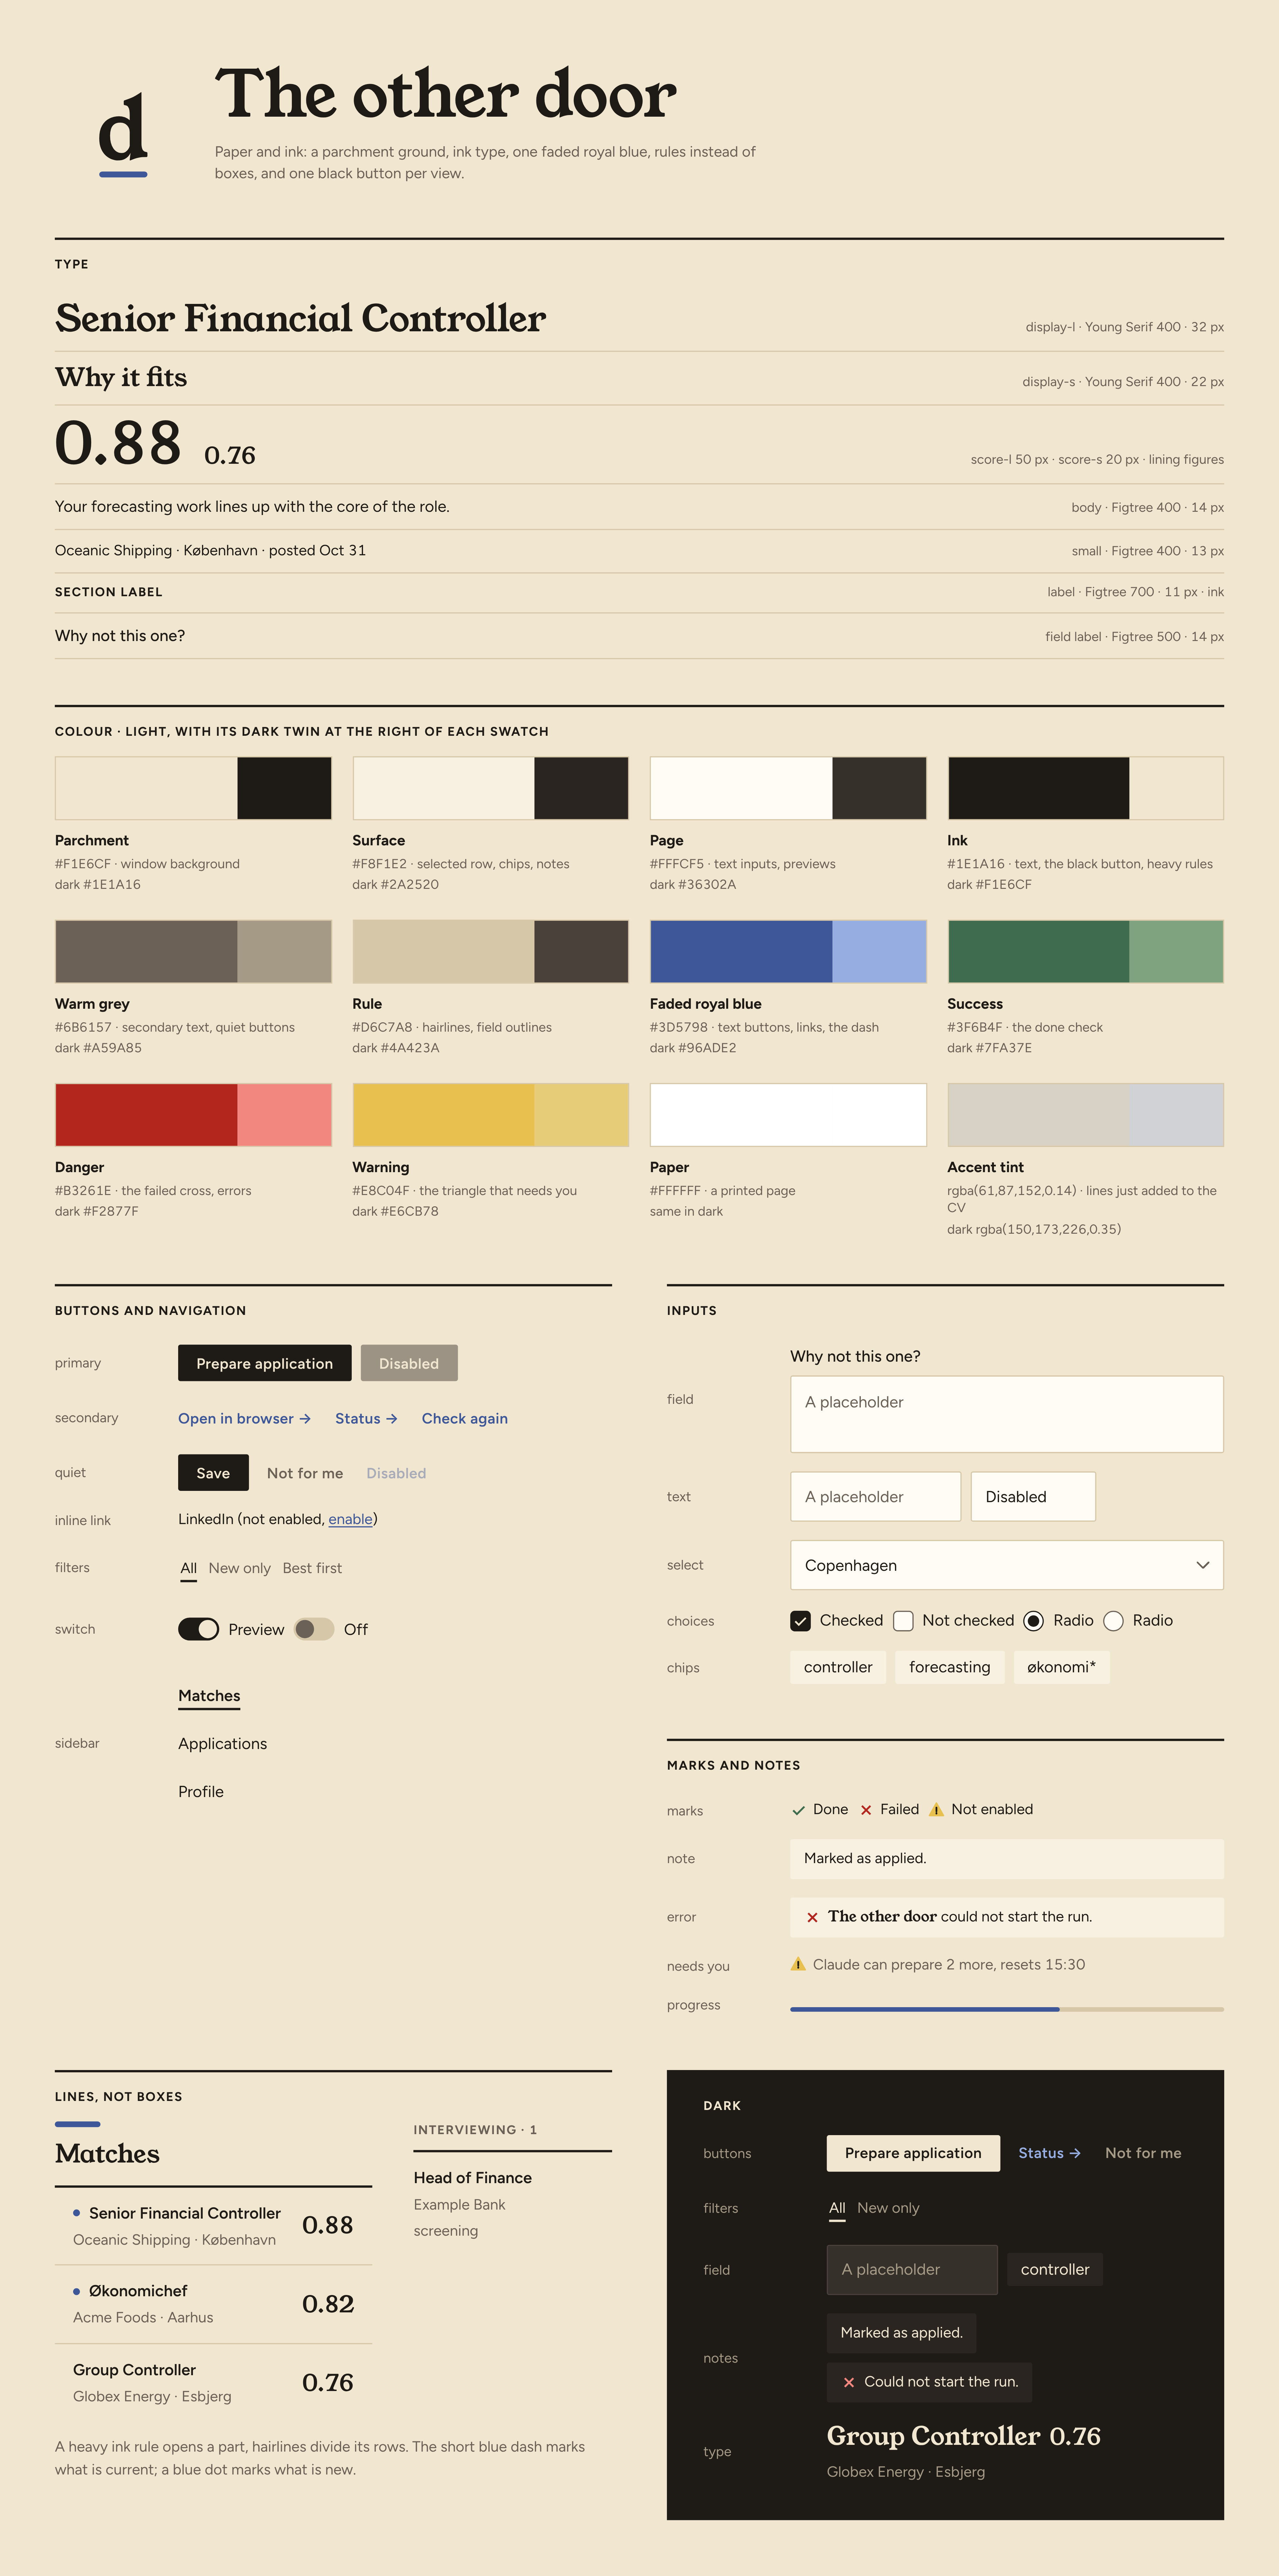 d
The other door
Paper and ink: a parchment ground, ink type, one faded royal blue, rules instead of
boxes, and one black button per view.
TYPE
Senior Financial Controller
display-l · Young Serif 400 · 32 px
Why it fits
display-s · Young Serif 400 · 22 px
0.88 0.76
score-l 50 px · score-s 20 px · lining figures
Your forecasting work lines up with the core of the role.
body · Figtree 400 · 14 px
Oceanic Shipping · København · posted Oct 31
small · Figtree 400 · 13 px
SECTION LABEL
label · Figtree 700 · 11 px · ink
Why not this one?
field label · Figtree 500 · 14 px
COLOUR · LIGHT, WITH ITS DARK TWIN AT THE RIGHT OF EACH SWATCH
Parchment
#F1E6CF · window background
dark #1E1A16
Surface
#F8F1E2 · selected row, chips, notes
dark #2A2520
Page
#FFFCF5 · text inputs, previews
dark #36302A
Ink
#1E1A16 · text, the black button, heavy rules
dark #F1E6CF
Warm grey
#6B6157 · secondary text, quiet buttons
dark #A59A85
Rule
#D6C7A8 · hairlines, field outlines
dark #4A423A
Faded royal blue
#3D5798 · text buttons, links, the dash
dark #96ADE2
Success
#3F6B4F · the done check
dark #7FA37E
Danger
#B3261E · the failed cross, errors
dark #F2877F
Warning
#E8C04F · the triangle that needs you
dark #E6CB78
Paper
#FFFFFF · a printed page
same in dark
Accent tint
rgba(61,87,152,0.14) · lines just added to the
CV
dark rgba(150,173,226,0.35)
BUTTONS AND NAVIGATION
primary
Prepare application
Disabled
secondary
Open in browser →
Status →
Check again
quiet
Save
Not for me
Disabled
inline link
LinkedIn (not enabled, enable)
filters
All
New only
Best first
switch
Preview
Off
sidebar
Matches
Applications
Profile
INPUTS
field
Why not this one?
A placeholder
text
A placeholder
Disabled
select
Copenhagen
choices
Checked
Not checked
Radio
Radio
chips
controller
forecasting
økonomi*
MARKS AND NOTES
marks
Done
Failed
Not enabled
note
Marked as applied.
error
The other door could not start the run.
needs you
Claude can prepare 2 more, resets 15:30
progress
LINES, NOT BOXES
Matches
Senior Financial Controller
Oceanic Shipping · København
0.88
Økonomichef
Acme Foods · Aarhus
0.82
Group Controller
Globex Energy · Esbjerg
0.76
INTERVIEWING · 1
Head of Finance
Example Bank
screening
A heavy ink rule opens a part, hairlines divide its rows. The short blue dash marks
what is current; a blue dot marks what is new.
DARK
buttons
Prepare application
Status →
Not for me
filters
All
New only
field
A placeholder
controller
notes
Marked as applied.
Could not start the run.
type
Group Controller 0.76
Globex Energy · Esbjerg